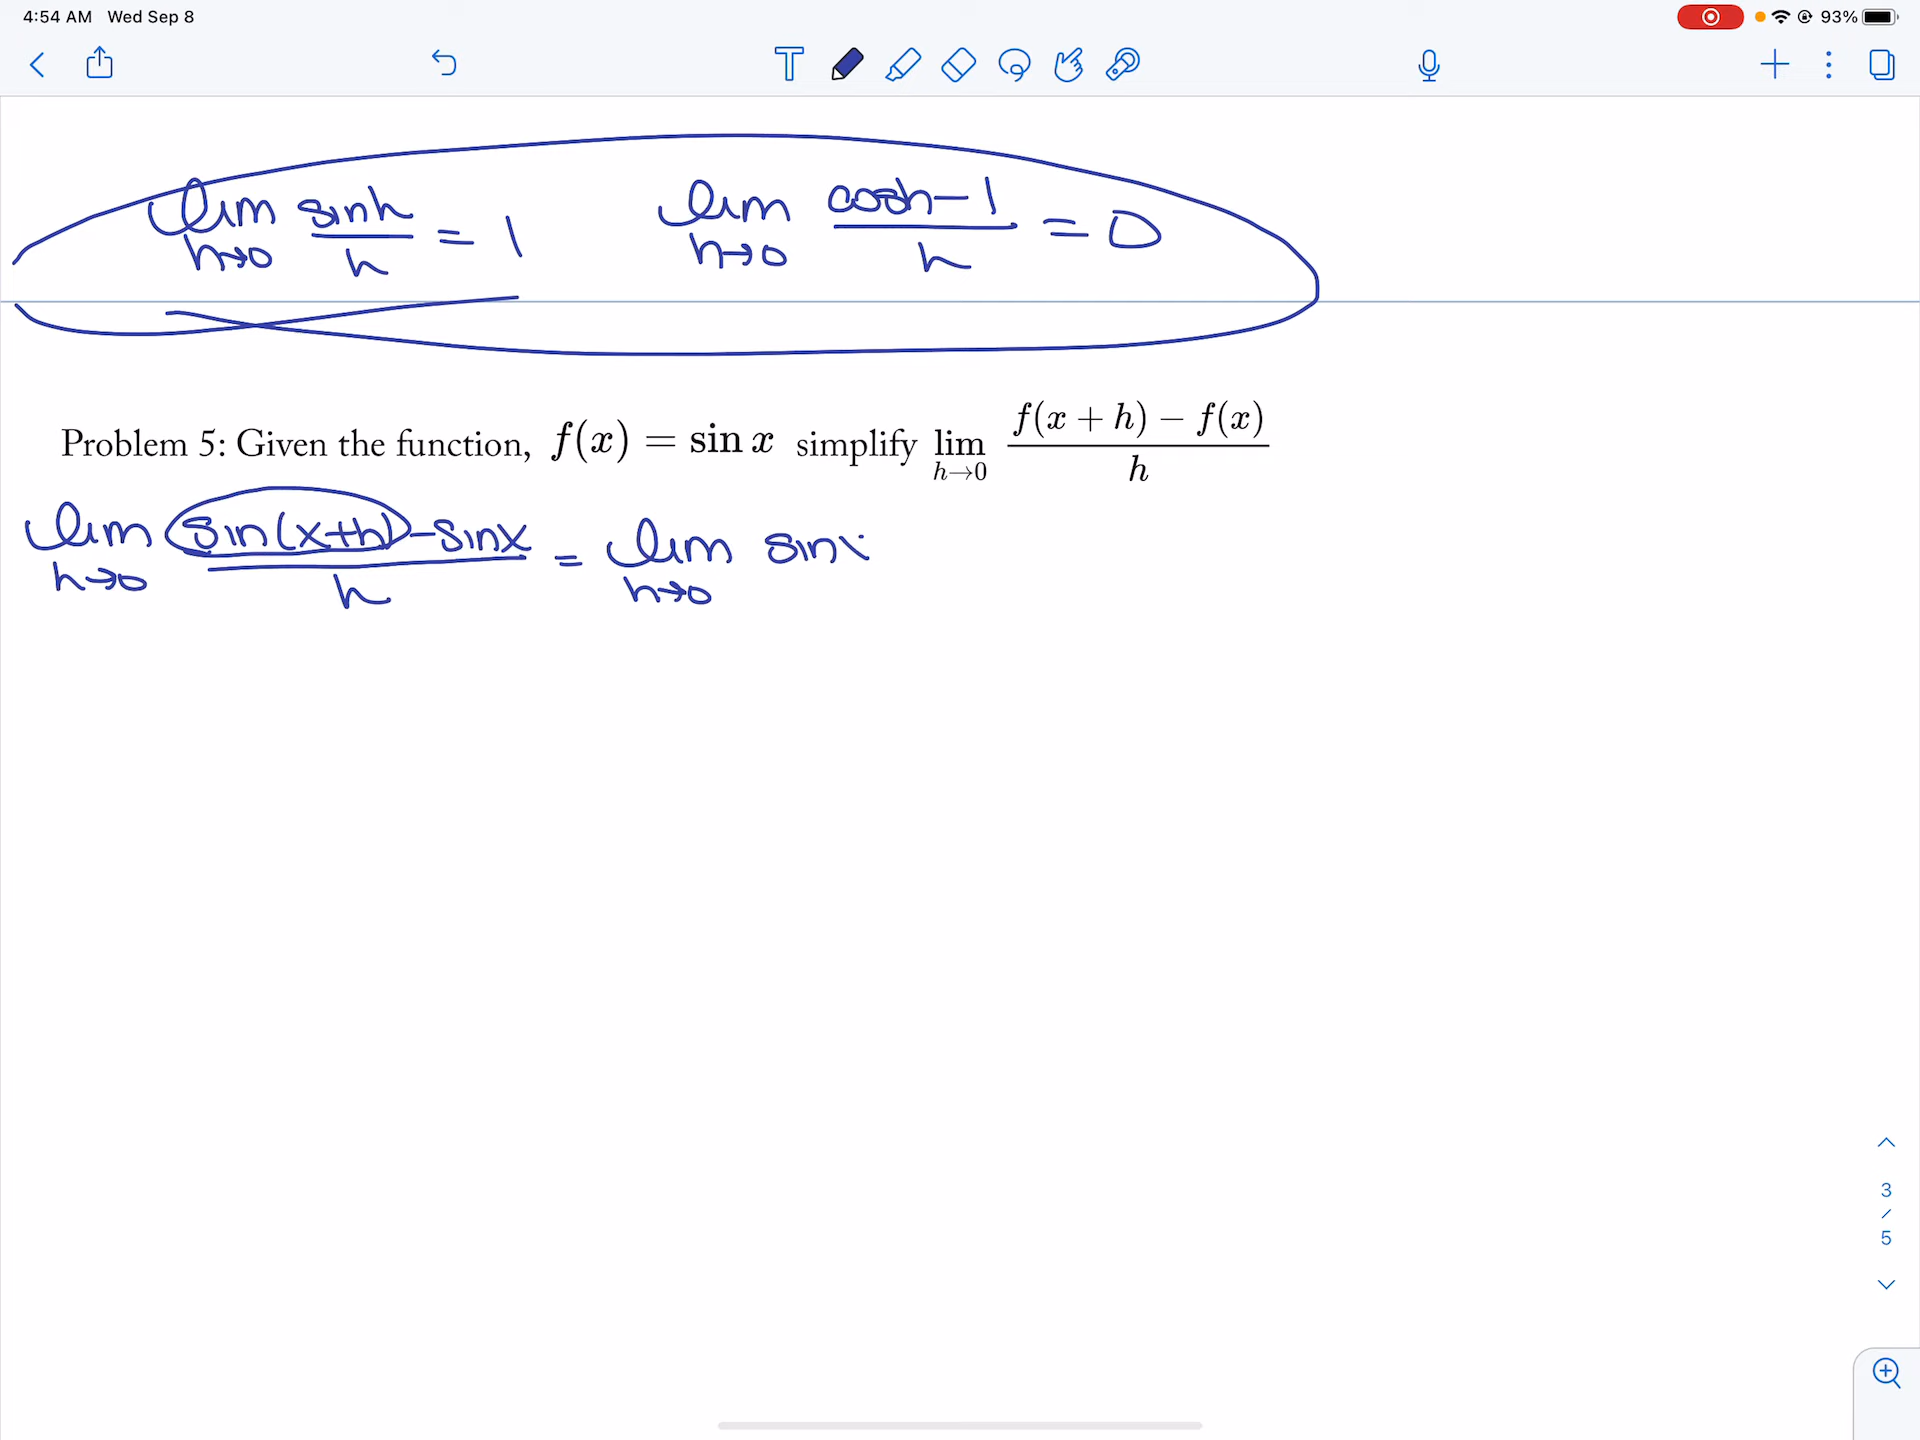 4:54 AM Wed Sep 8 93%
lim h→0 sinh/h = 1 lim h→0 cosh-1/h = 0
Problem 5: Given the function, f(x) = sin x simplify lim h→0 f(x + h) − f(x)/h
lim h→0 sin(x+h)-sinx/h = lim h→0 sinx
3
/
5